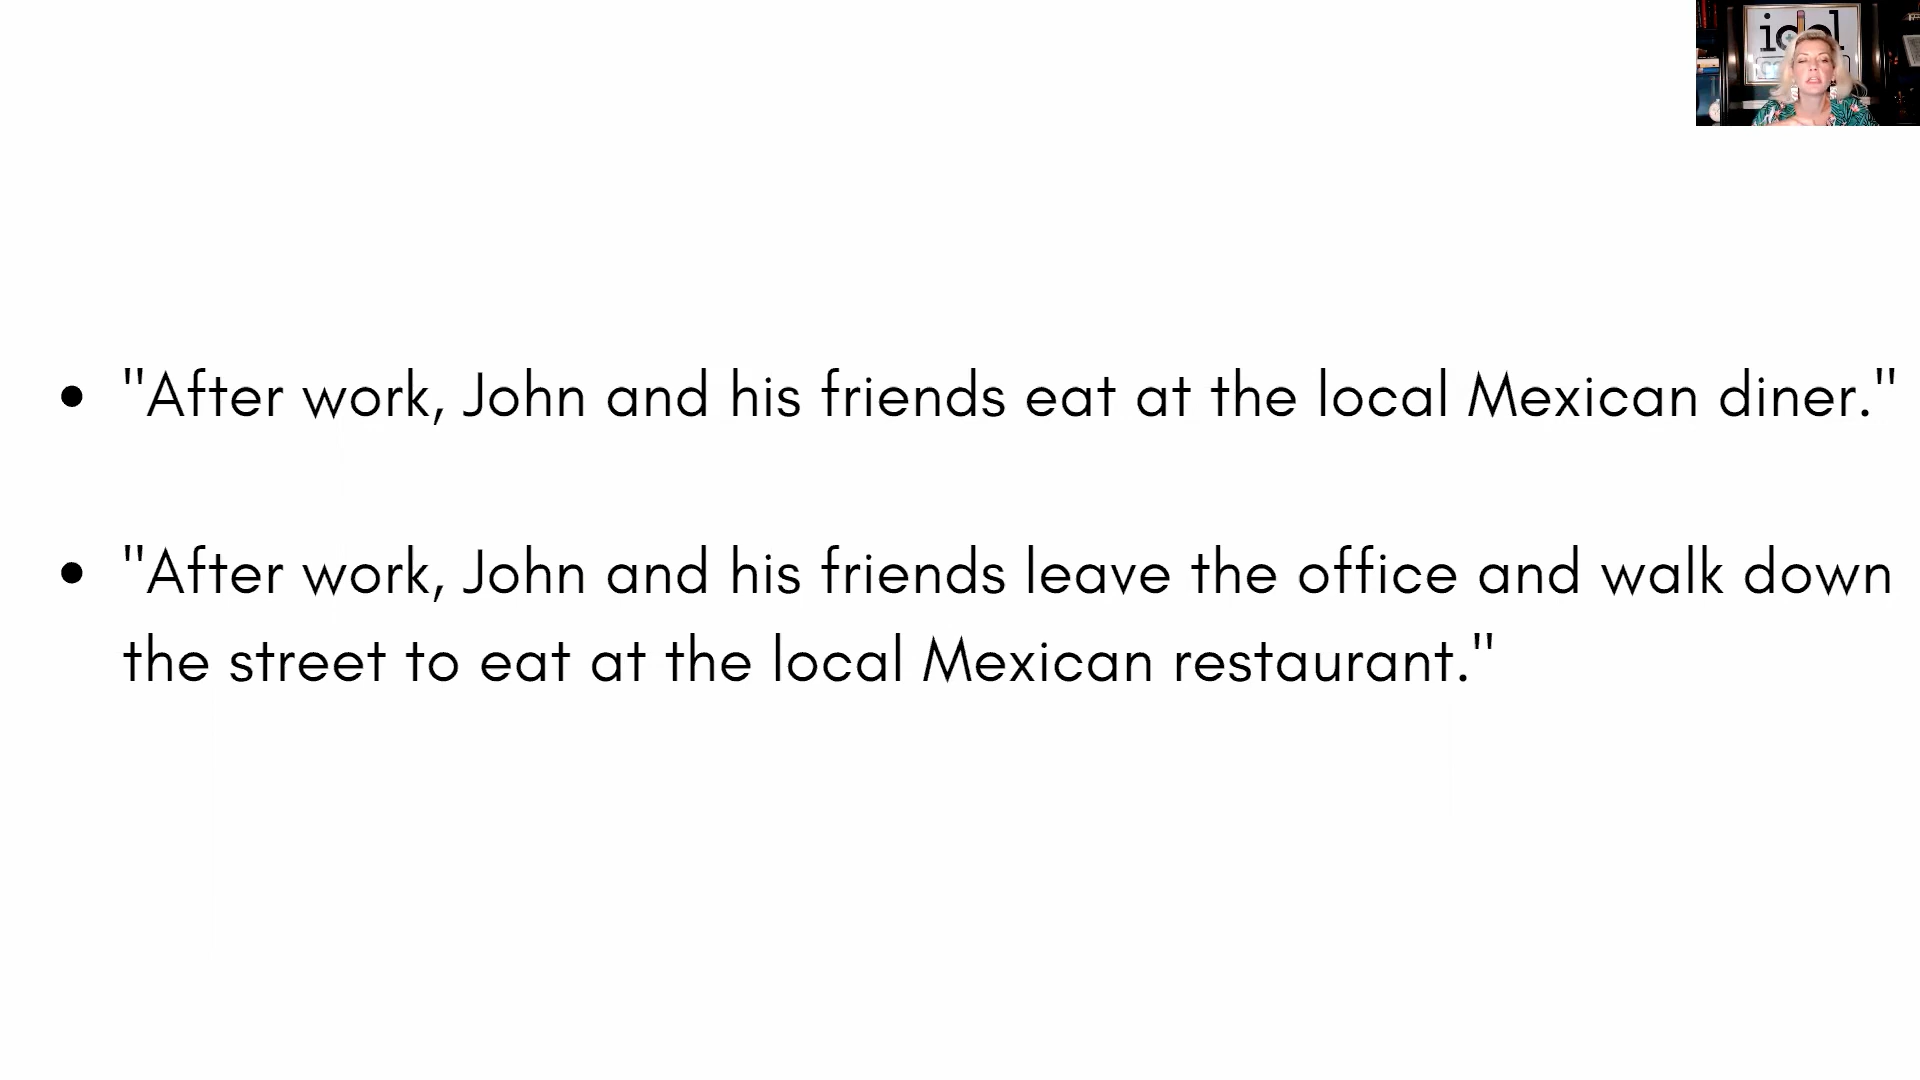 idol
• "After work, John and his friends eat at the local Mexican diner."
• "After work, John and his friends leave the office and walk down
the street to eat at the local Mexican restaurant."